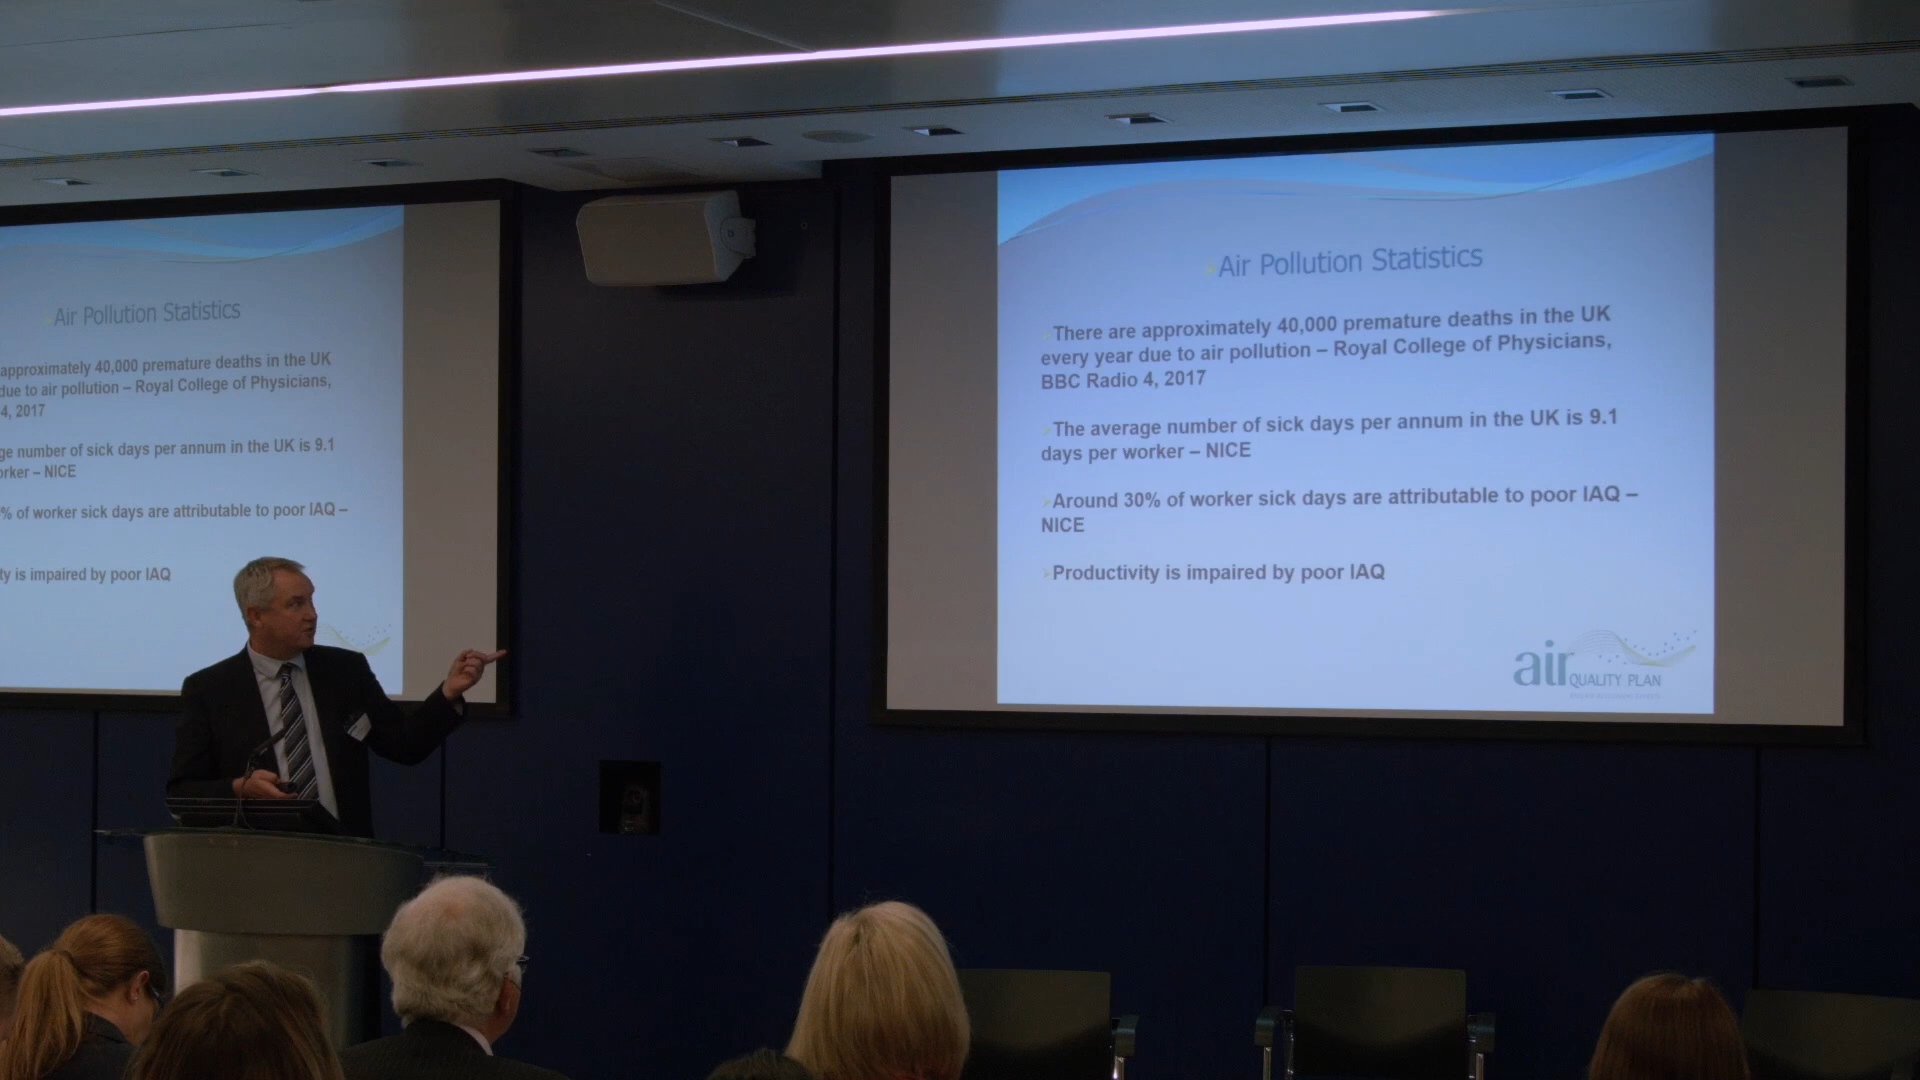 Air Pollution Statistics
approximately 40,000 premature deaths in the UK
due to air pollution – Royal College of Physicians,
4, 2017
ge number of sick days per annum in the UK is 9.1
orker – NICE
% of worker sick days are attributable to poor IAQ –
ty is impaired by poor IAQ
Air Pollution Statistics
There are approximately 40,000 premature deaths in the UK
every year due to air pollution – Royal College of Physicians,
BBC Radio 4, 2017
The average number of sick days per annum in the UK is 9.1
days per worker – NICE
Around 30% of worker sick days are attributable to poor IAQ –
NICE
Productivity is impaired by poor IAQ
air QUALITY PLAN